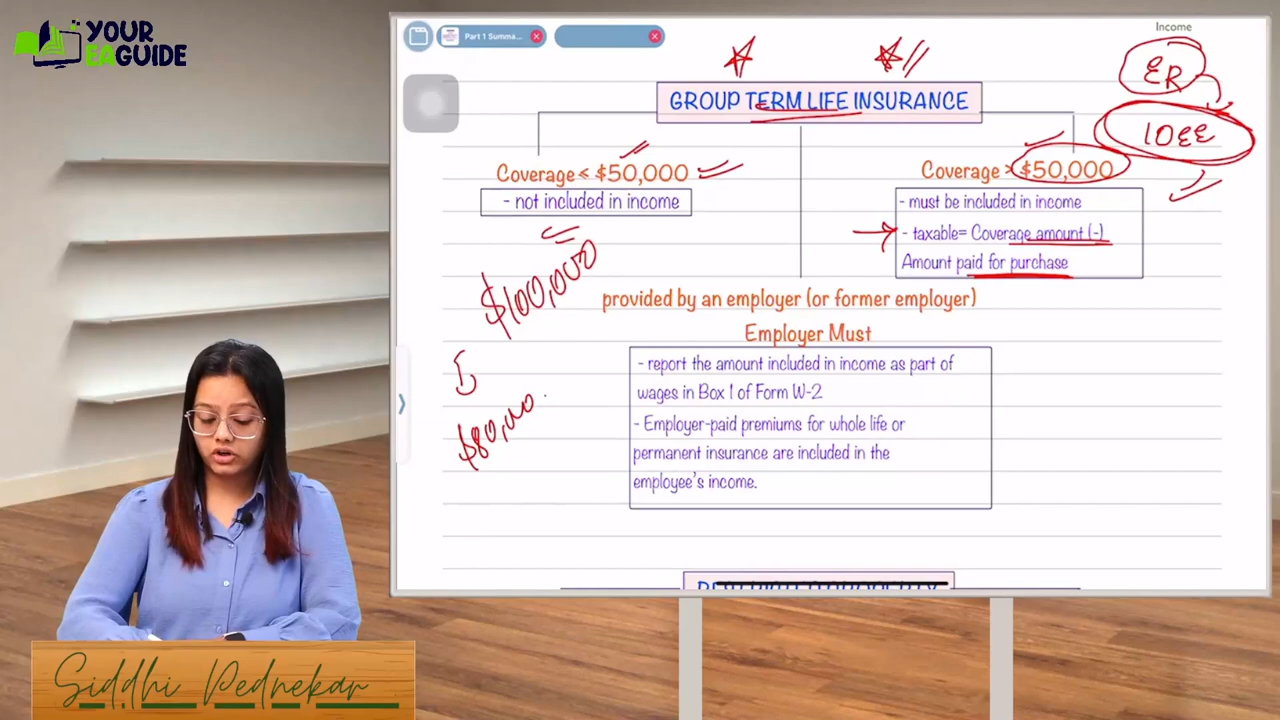 YOUR
EAGUIDE
Part 1 Summa...
Income
GROUP TERM LIFE INSURANCE
ER
10EE
Coverage ≤ $50,000
- not included in income
Coverage > $50,000
- must be included in income
- taxable= Coverage amount (-)
Amount paid for purchase
$100,000
$80,000.
provided by an employer (or former employer)
Employer Must
- report the amount included in income as part of
wages in Box 1 of Form W-2
- Employer-paid premiums for whole life or
permanent insurance are included in the
employee's income.
Siddhi Pednekar